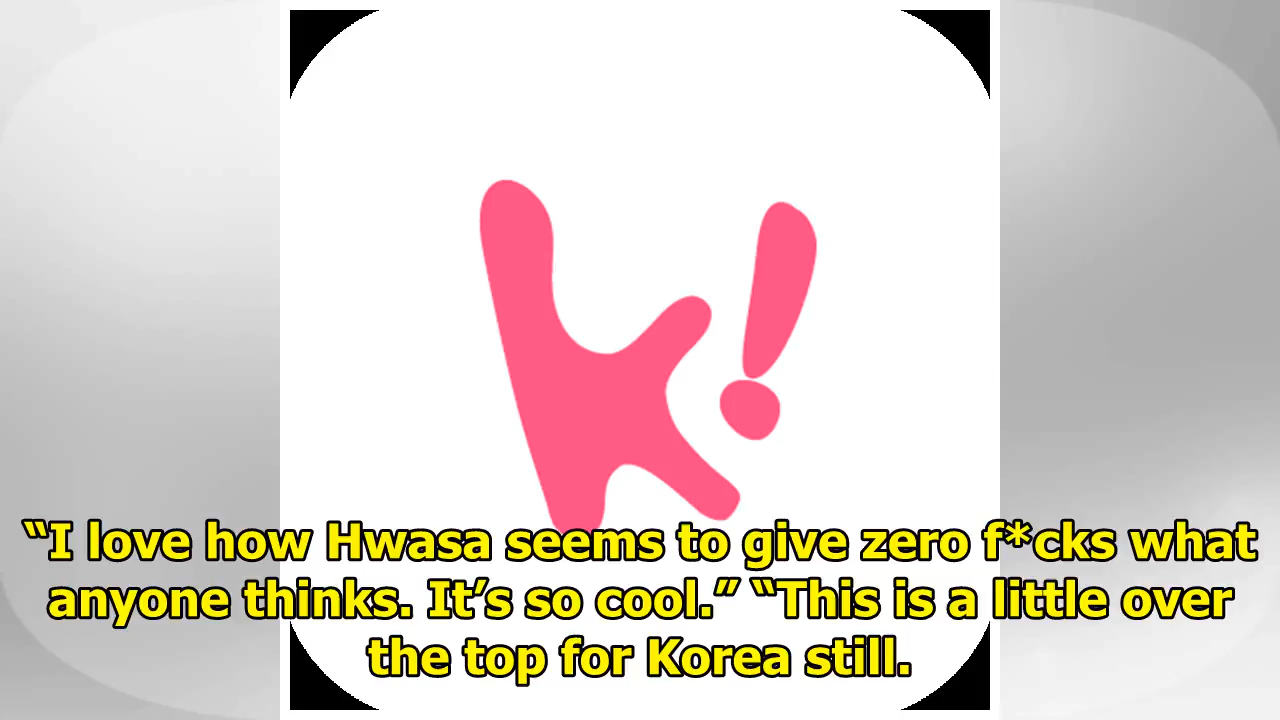 k!
“I love how Hwasa seems to give zero f*cks what
anyone thinks. It’s so cool.” “This is a little over
the top for Korea still.